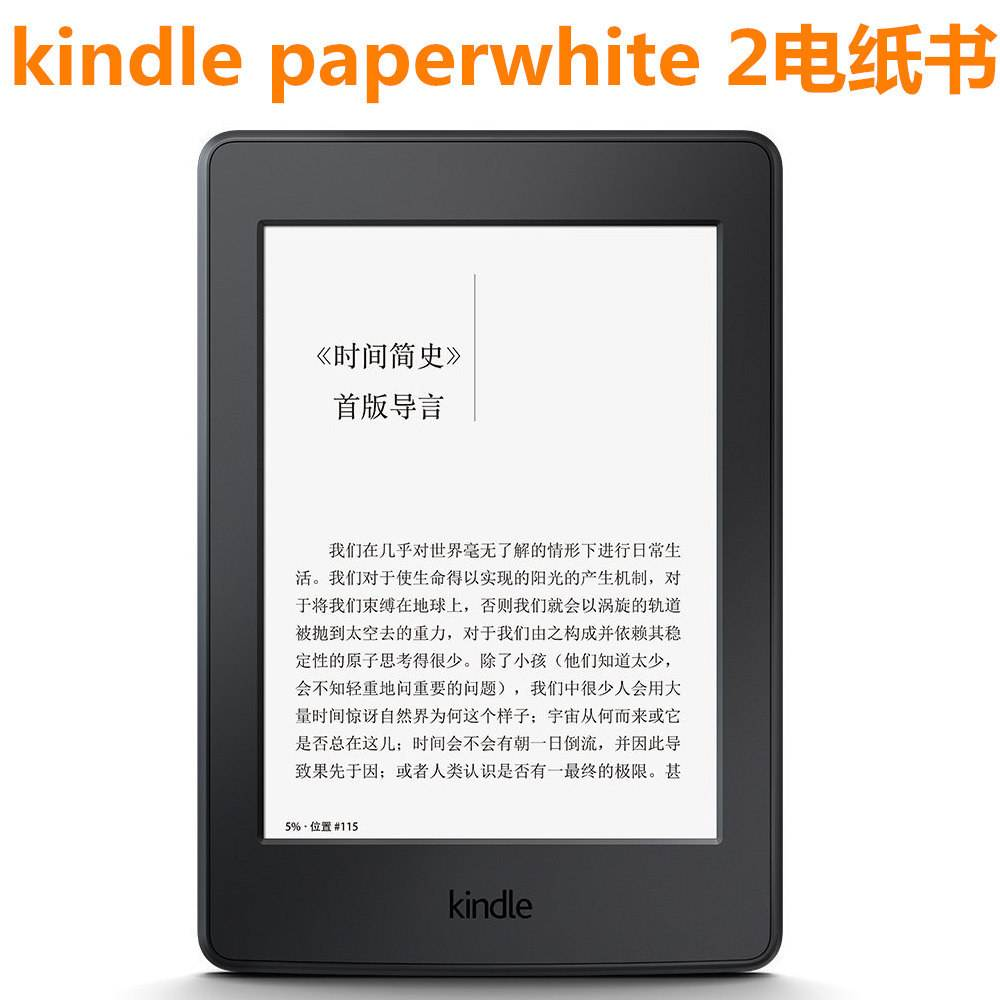 kindle paperwhite 2电纸书
《时间简史》
首版导言
我们在几乎对世界毫无了解的情形下进行日常生
活。我们对于使生命得以实现的阳光的产生机制，对
于将我们束缚在地球上，否则我们就会以涡旋的轨道
被抛到太空去的重力，对于我们由之构成并依赖其稳
定性的原子思考得很少。除了小孩（他们知道太少，
会不知轻重地问重要的问题），我们中很少人会用大
量时间惊讶自然界为何这个样子；宇宙从何而来或它
是否总在这儿；时间会不会有朝一日倒流，并因此导
致果先于因；或者人类认识是否有一最终的极限。甚
5% · 位置 #115
kindle